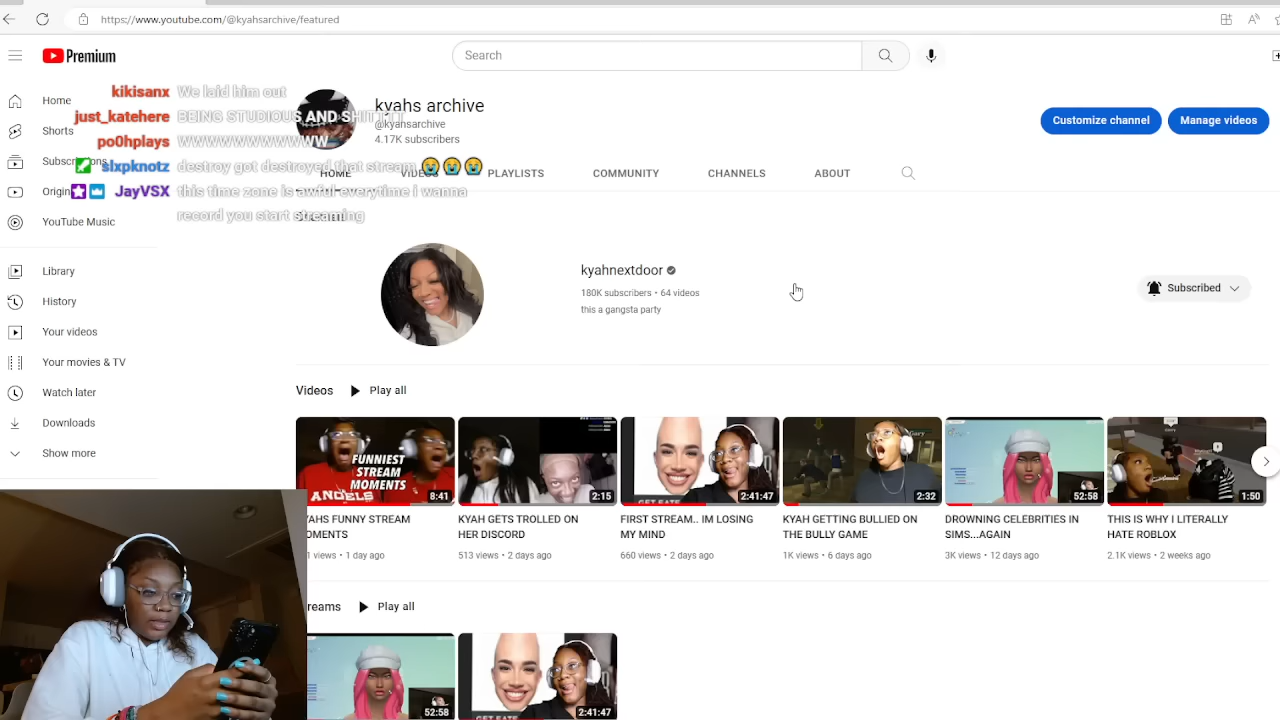 https://www.youtube.com/@kyahsarchive/featured
Premium
Search
kyahs archive
@kyahsarchive
4.17K subscribers
Customize channel
Manage videos
kikisanx We laid him out
just_katehere BEING STUDIOUS AND SHITTTT
po0hplays WWWWWWWWWWW
slxpknotz destroy got destroyed that stream 😭😭😭
JayVSX this time zone is awful everytime i wanna
record you start streaming
HOME
VIDEOS
PLAYLISTS
COMMUNITY
CHANNELS
ABOUT
Home
Shorts
Subscriptions
Origin
YouTube Music
Library
History
Your videos
Your movies & TV
Watch later
Downloads
Show more
kyahnextdoor
180K subscribers • 64 videos
this a gangsta party
Subscribed
Videos
Play all
FUNNIEST
STREAM
MOMENTS
ANGELS
8:41
2:15
GET EATE
2:41:47
Gary
2:32
52:58
1:50
YAHS FUNNY STREAM
OMENTS
1 views • 1 day ago
KYAH GETS TROLLED ON
HER DISCORD
513 views • 2 days ago
FIRST STREAM.. IM LOSING
MY MIND
660 views • 2 days ago
KYAH GETTING BULLIED ON
THE BULLY GAME
1K views • 6 days ago
DROWNING CELEBRITIES IN
SIMS...AGAIN
3K views • 12 days ago
THIS IS WHY I LITERALLY
HATE ROBLOX
2.1K views • 2 weeks ago
reams
Play all
52:58
GET EATE
2:41:47